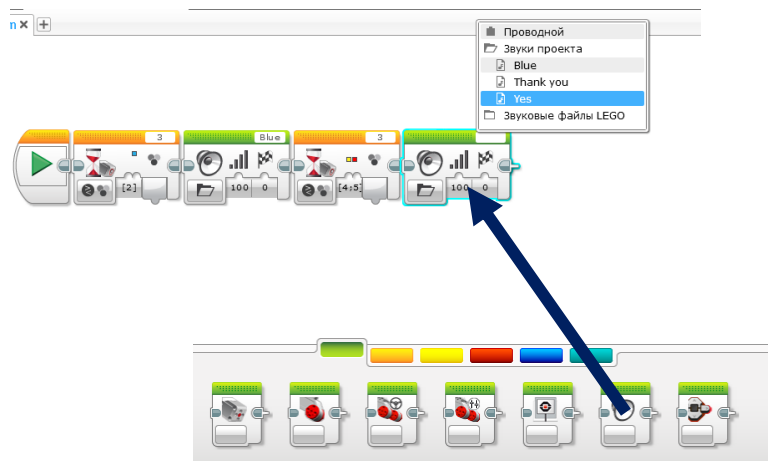 n
Проводной
Звуки проекта
Blue
Thank you
Yes
Звуковые файлы LEGO
3
Blue
3
[2]
100 0
[4;5]
100 0